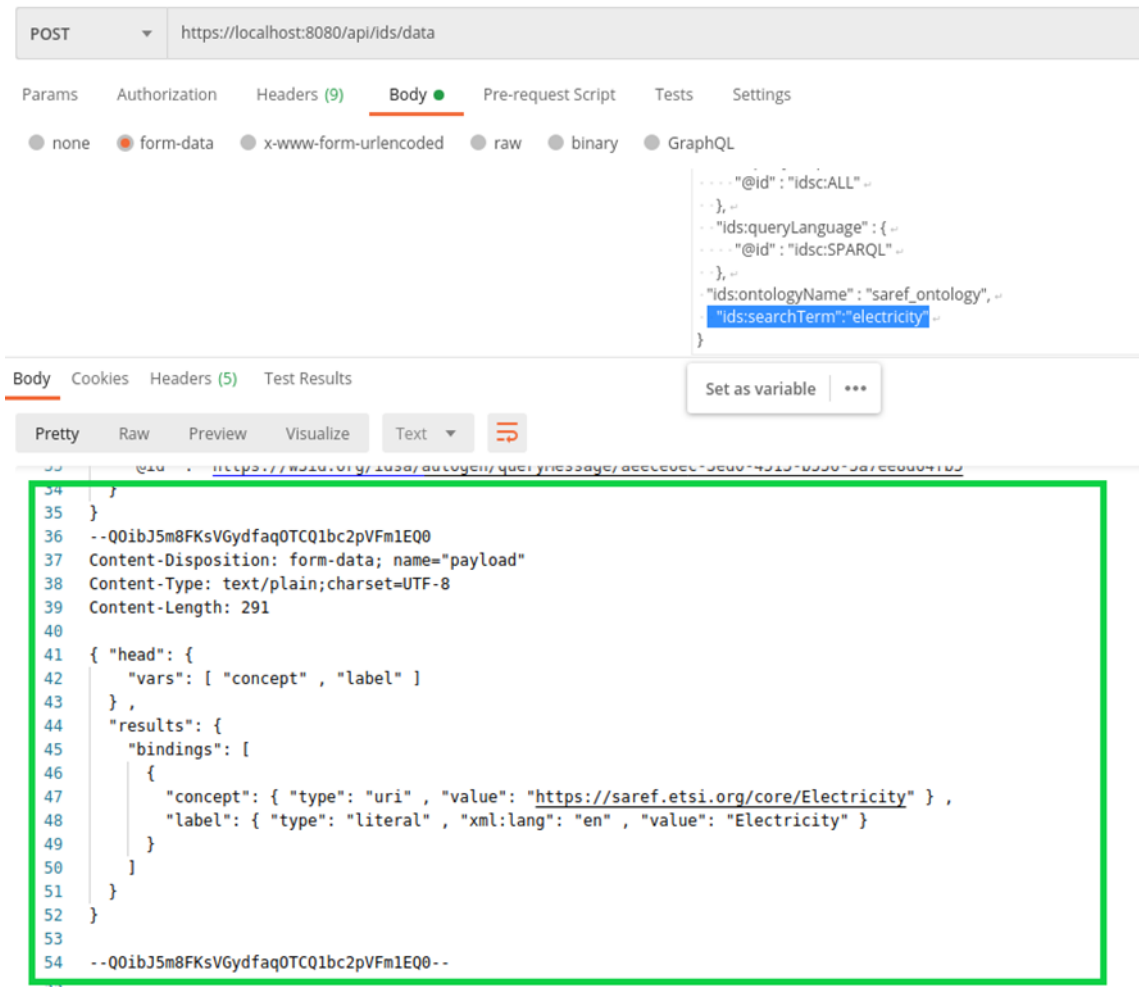 POST https://localhost:8080/api/ids/data
Params Authorization Headers (9) Body Pre-request Script Tests Settings
none form-data x-www-form-urlencoded raw binary GraphQL
"@id" : "idsc:ALL"
},
"ids:queryLanguage" : {
"@id" : "idsc:SPARQL"
},
"ids:ontologyName" : "saref_ontology",
"ids:searchTerm":"electricity"
}
Body Cookies Headers (5) Test Results
Set as variable •••
Pretty Raw Preview Visualize Text
34 }
35 }
36 --QOibJ5m8FKsVGydfaqOTCQ1bc2pVFm1EQ0
37 Content-Disposition: form-data; name="payload"
38 Content-Type: text/plain;charset=UTF-8
39 Content-Length: 291
40
41 { "head": {
42 "vars": [ "concept" , "label" ]
43 } ,
44 "results": {
45 "bindings": [
46 {
47 "concept": { "type": "uri" , "value": "https://saref.etsi.org/core/Electricity" } ,
48 "label": { "type": "literal" , "xml:lang": "en" , "value": "Electricity" }
49 }
50 ]
51 }
52 }
53
54 --QOibJ5m8FKsVGydfaqOTCQ1bc2pVFm1EQ0--